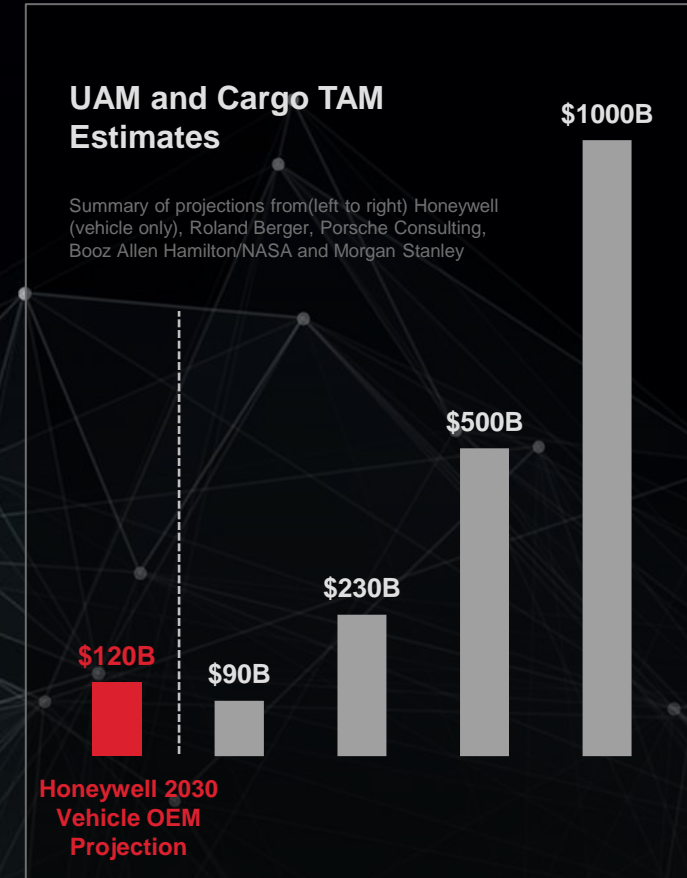 UAM and Cargo TAM
Estimates
Summary of projections from(left to right) Honeywell
(vehicle only), Roland Berger, Porsche Consulting,
Booz Allen Hamilton/NASA and Morgan Stanley
$1000B
$500B
$230B
$120B
$90B
Honeywell 2030
Vehicle OEM
Projection